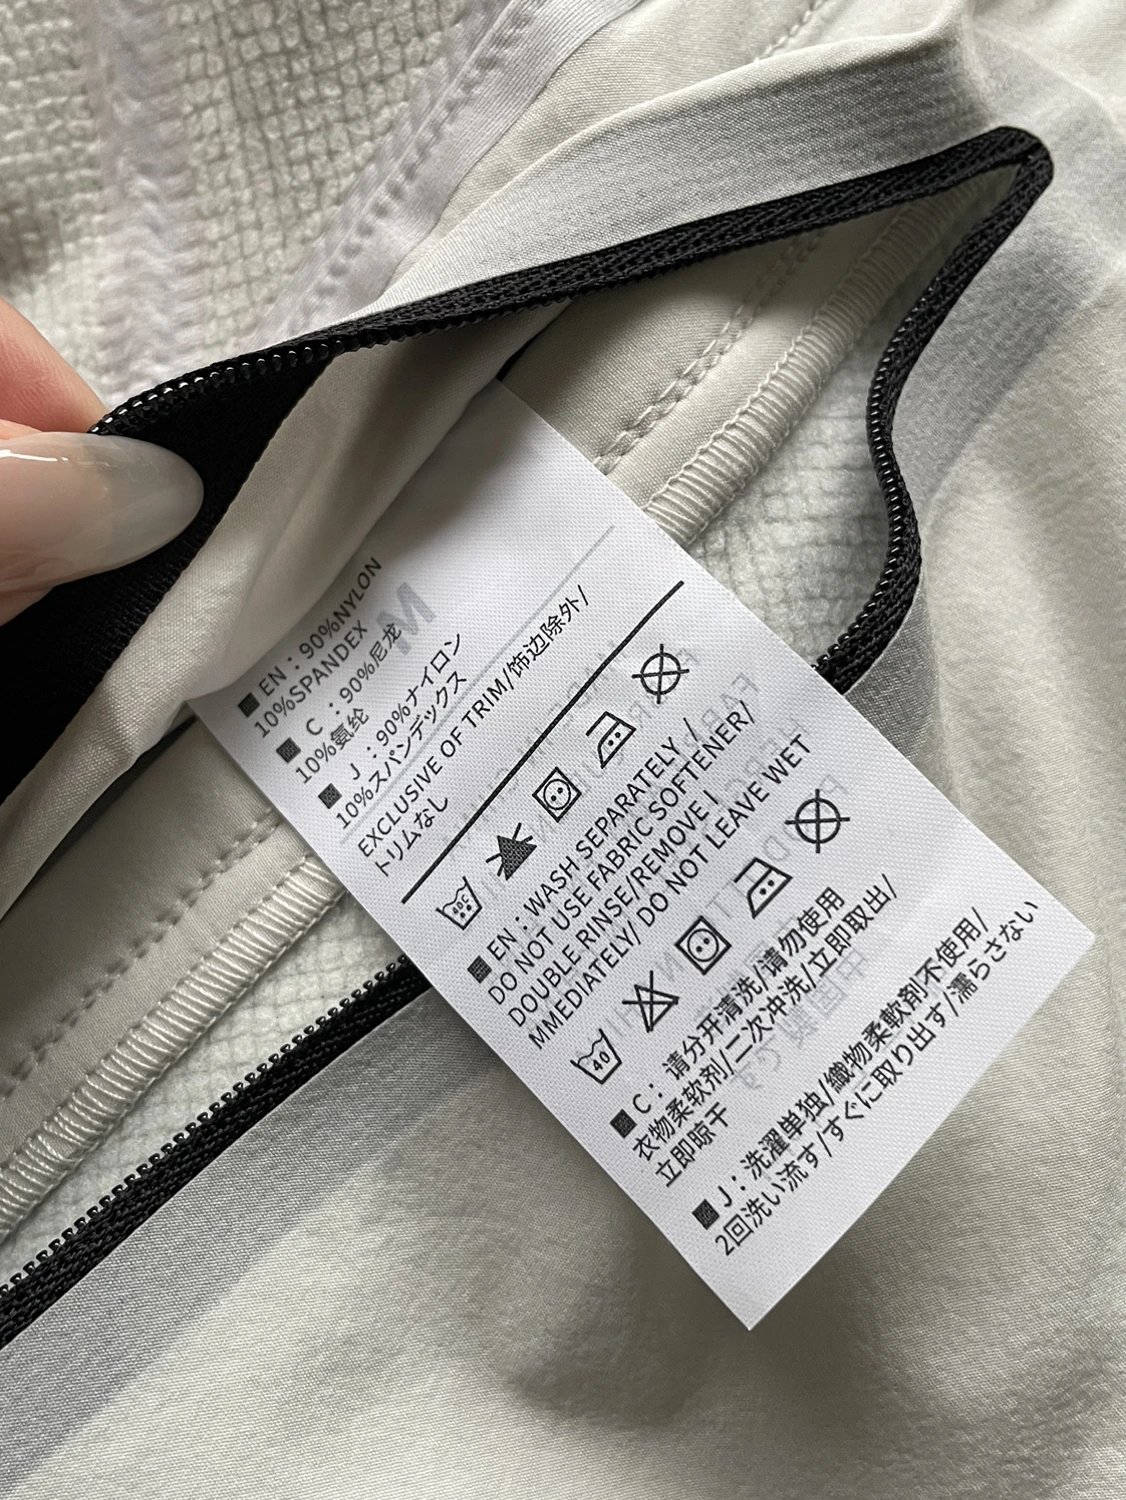 ■ EN : 90%NYLON
10%SPANDEX
■ C : 90%尼龙
10%氨纶
■ J : 90%ナイロン
10%スパンデックス
EXCLUSIVE OF TRIM/饰边除外/
トリムなし
40C
■ EN : WASH SEPARATELY /
DO NOT USE FABRIC SOFTENER/
DOUBLE RINSE/REMOVE I
MMEDIATELY/ DO NOT LEAVE WET
40
■ C : 请分开清洗/请勿使用
衣物柔软剂/二次冲洗/立即取出/
立即晾干
■ J : 洗濯単独/織物柔軟剤不使用/
2回洗い流す/すぐに取り出す/濡らさない
M